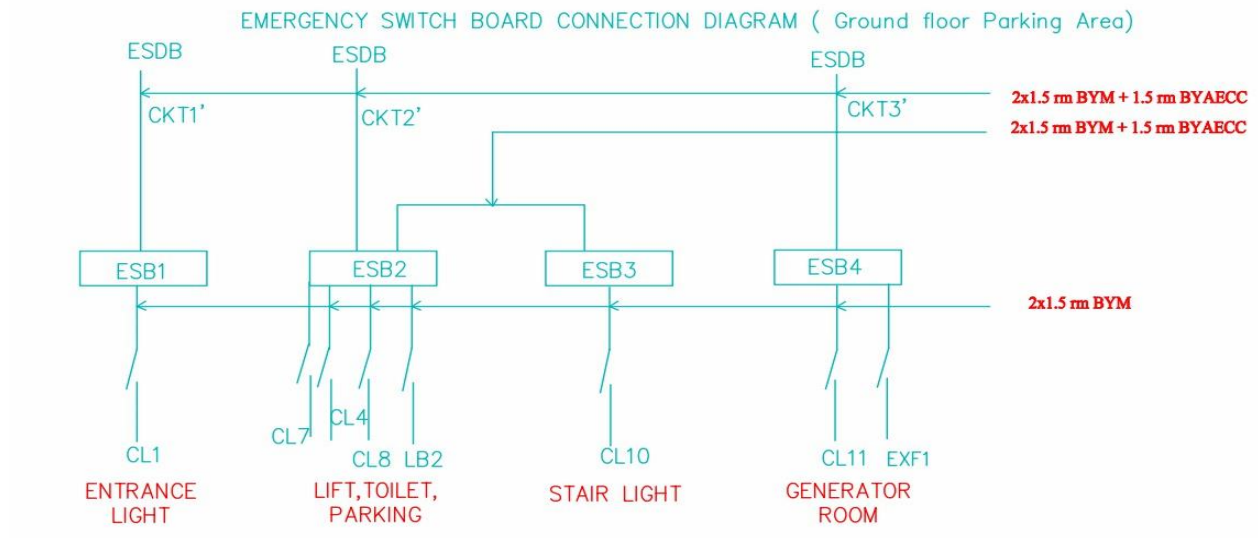 EMERGENCY SWITCH BOARD CONNECTION DIAGRAM ( Ground floor Parking Area)
ESDB
ESDB
ESDB
CKT1'
CKT2'
CKT3'
2x1.5 rm BYM + 1.5 rm BYAECC
2x1.5 rm BYM + 1.5 rm BYAECC
ESB1
ESB2
ESB3
ESB4
2x1.5 rm BYM
CL1
CL7
CL4
CL8
LB2
CL10
CL11
EXF1
ENTRANCE
LIGHT
LIFT,TOILET,
PARKING
STAIR LIGHT
GENERATOR
ROOM